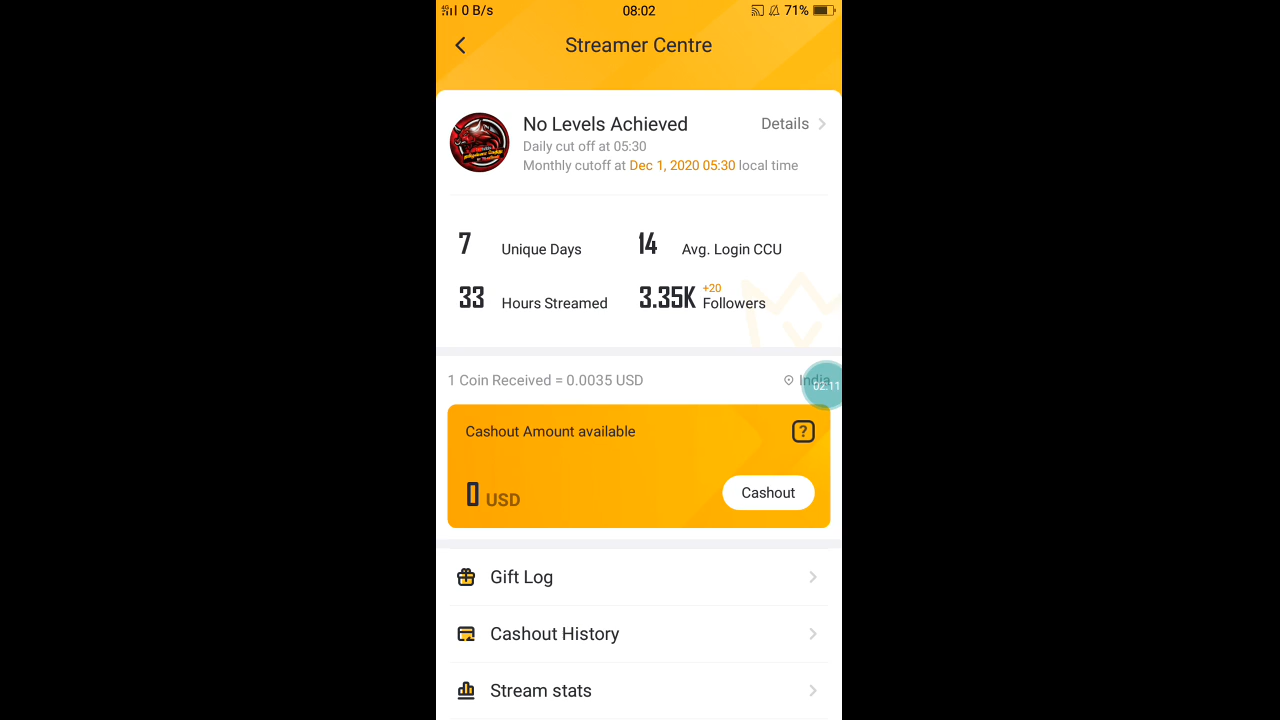 4G 0 B/s 08:02 71%
Streamer Centre
No Levels Achieved Details
Daily cut off at 05:30
Monthly cutoff at Dec 1, 2020 05:30 local time
7 Unique Days 14 Avg. Login CCU
33 Hours Streamed 3.35K +20 Followers
1 Coin Received = 0.0035 USD India
02:11
Cashout Amount available ?
0 USD Cashout
Gift Log
Cashout History
Stream stats